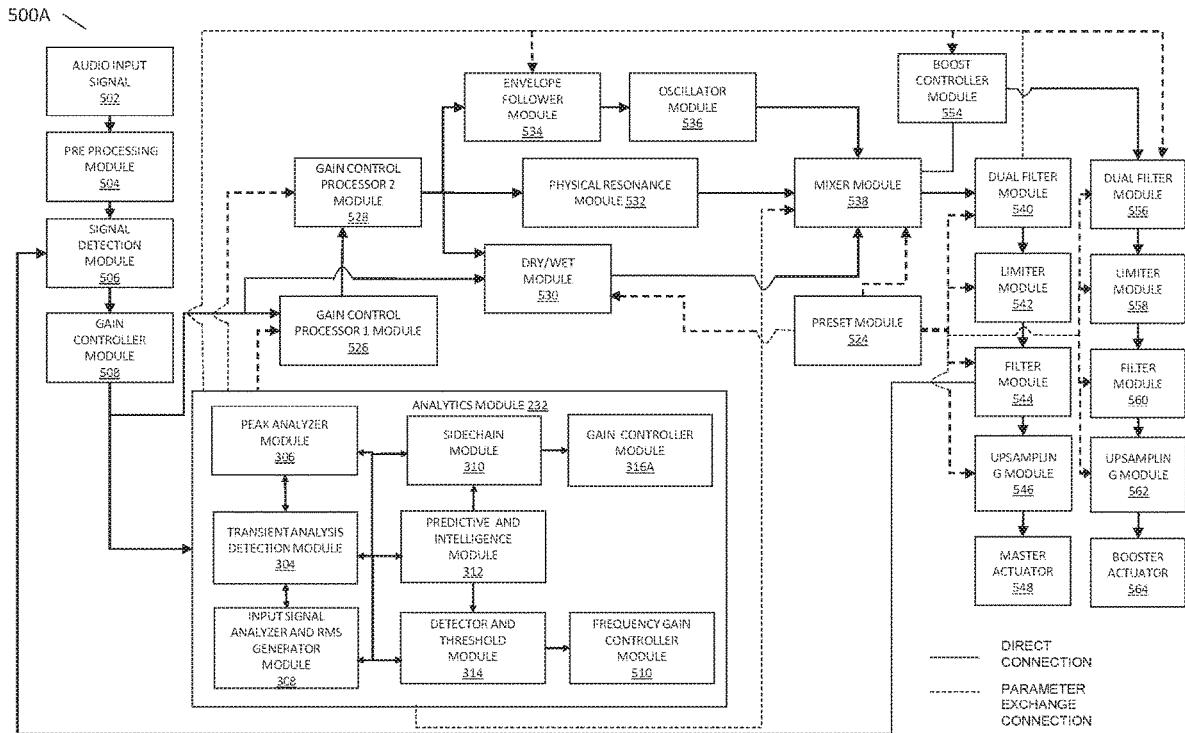 500A
AUDIO INPUT
SIGNAL
502
PRE PROCESSING
MODULE
504
SIGNAL
DETECTION
MODULE
506
GAIN
CONTROLLER
MODULE
508
GAIN CONTROL
PROCESSOR 2
MODULE
528
GAIN CONTROL
PROCESSOR 1 MODULE
526
ENVELOPE
FOLLOWER
MODULE
534
OSCILLATOR
MODULE
536
PHYSICAL RESONANCE
MODULE 532
DRY/WET
MODULE
530
MIXER MODULE
538
PRESET MODULE
524
BOOST
CONTROLLER
MODULE
554
DUAL FILTER
MODULE
540
LIMITER
MODULE
542
FILTER
MODULE
544
UPSAMPLIN
G MODULE
546
MASTER
ACTUATOR
548
DUAL FILTER
MODULE
556
LIMITER
MODULE
558
FILTER
MODULE
560
UPSAMPLIN
G MODULE
562
BOOSTER
ACTUATOR
564
ANALYTICS MODULE 232
PEAK ANALYZER
MODULE
306
TRANSIENT ANALYSIS
DETECTION MODULE
304
INPUT SIGNAL
ANALYZER AND RMS
GENERATOR
MODULE
308
SIDECHAIN
MODULE
310
PREDICTIVE AND
INTELLIGENCE
MODULE
312
DETECTOR AND
THRESHOLD
MODULE
314
GAIN CONTROLLER
MODULE
316A
FREQUENCY GAIN
CONTROLLER
MODULE
510
DIRECT
CONNECTION
PARAMETER
EXCHANGE
CONNECTION